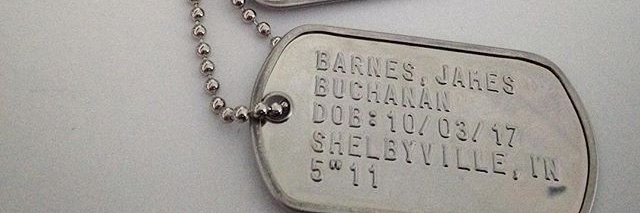 BARNES,JAMES
BUCHANAN
DOB:10/03/17
SHELBYVILLE,IN
5"11